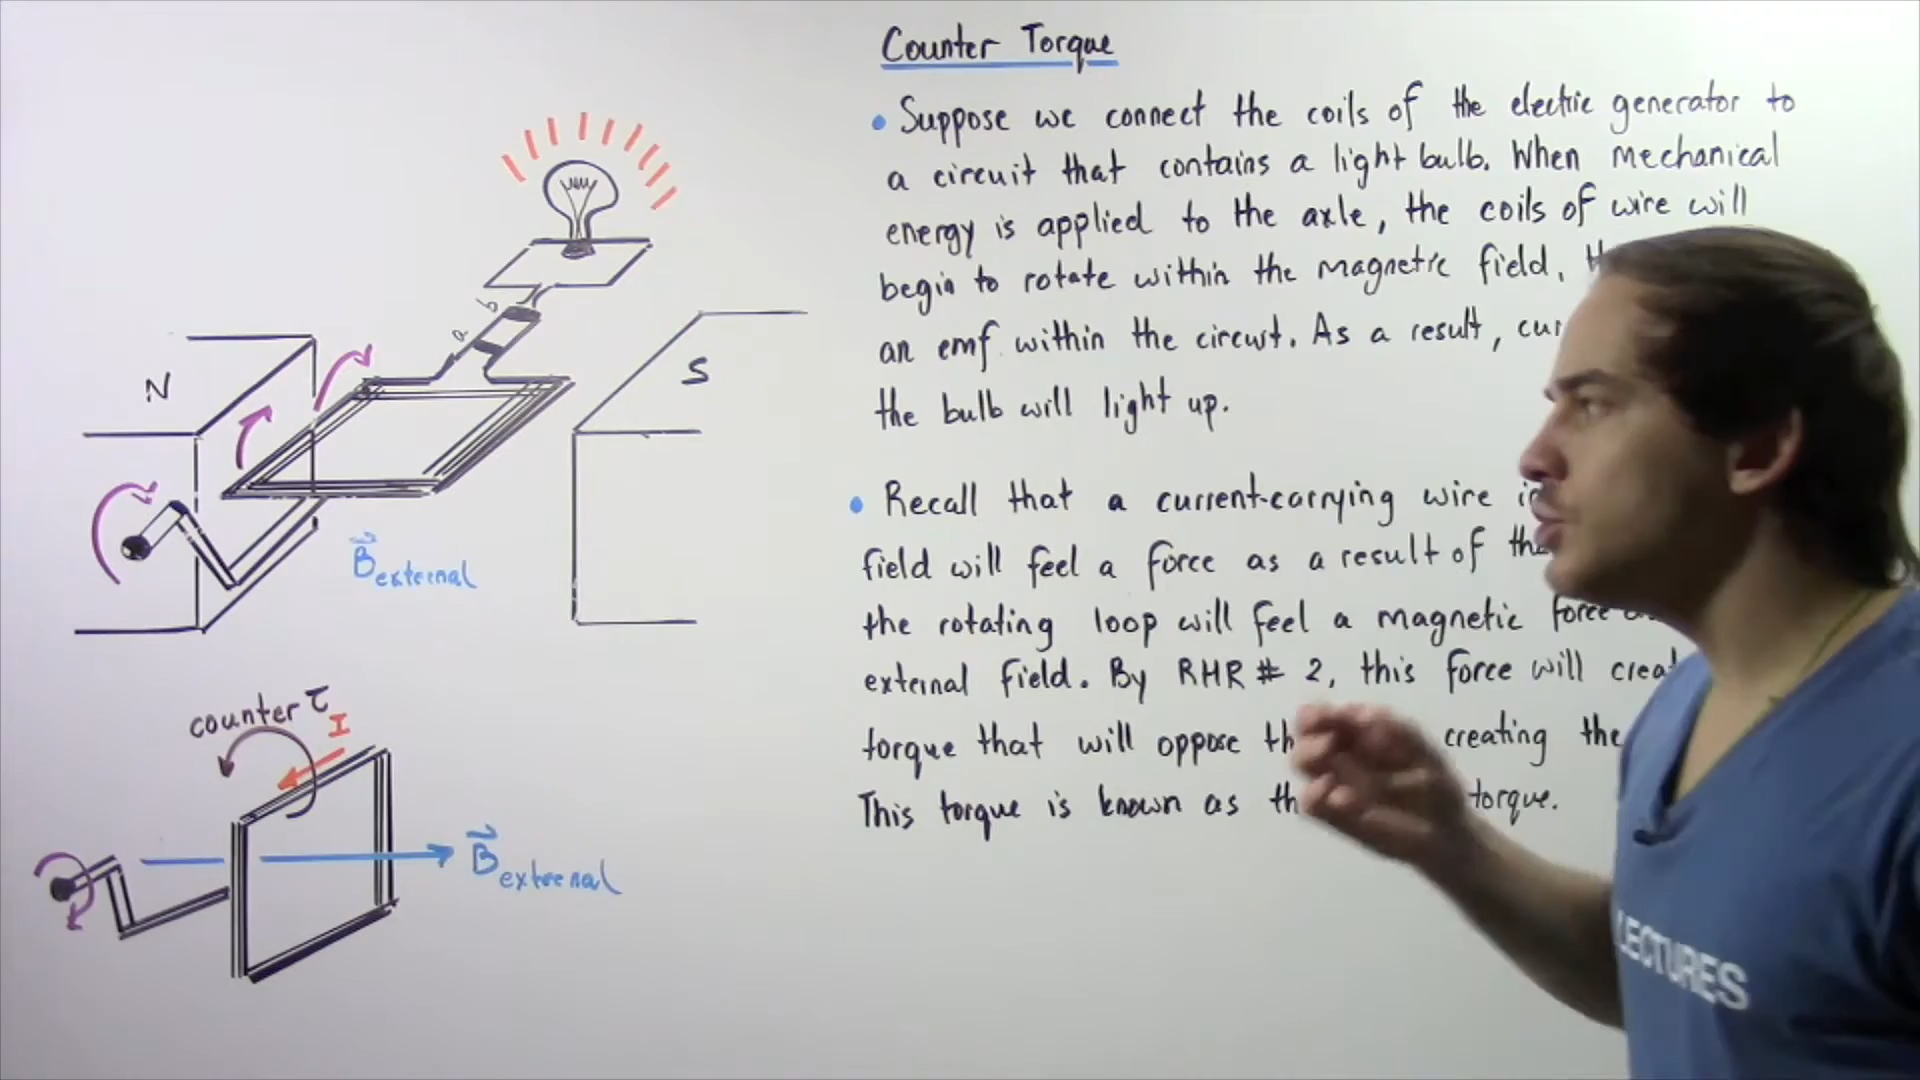 Counter Torque
• Suppose we connect the coils of the electric generator to
a circuit that contains a light bulb. When mechanical
energy is applied to the axle, the coils of wire will
begin to rotate within the magnetic field,
an emf within the circuit. As a result,
the bulb will light up.
• Recall that a current-carrying wire
field will feel a force as a result of
the rotating loop will feel a magnetic force
external field. By RHR # 2, this force will
torque that will oppose creating the
This torque is known as torque.
N
S
a
b
B external
counter τ
I
B external
LECTURES